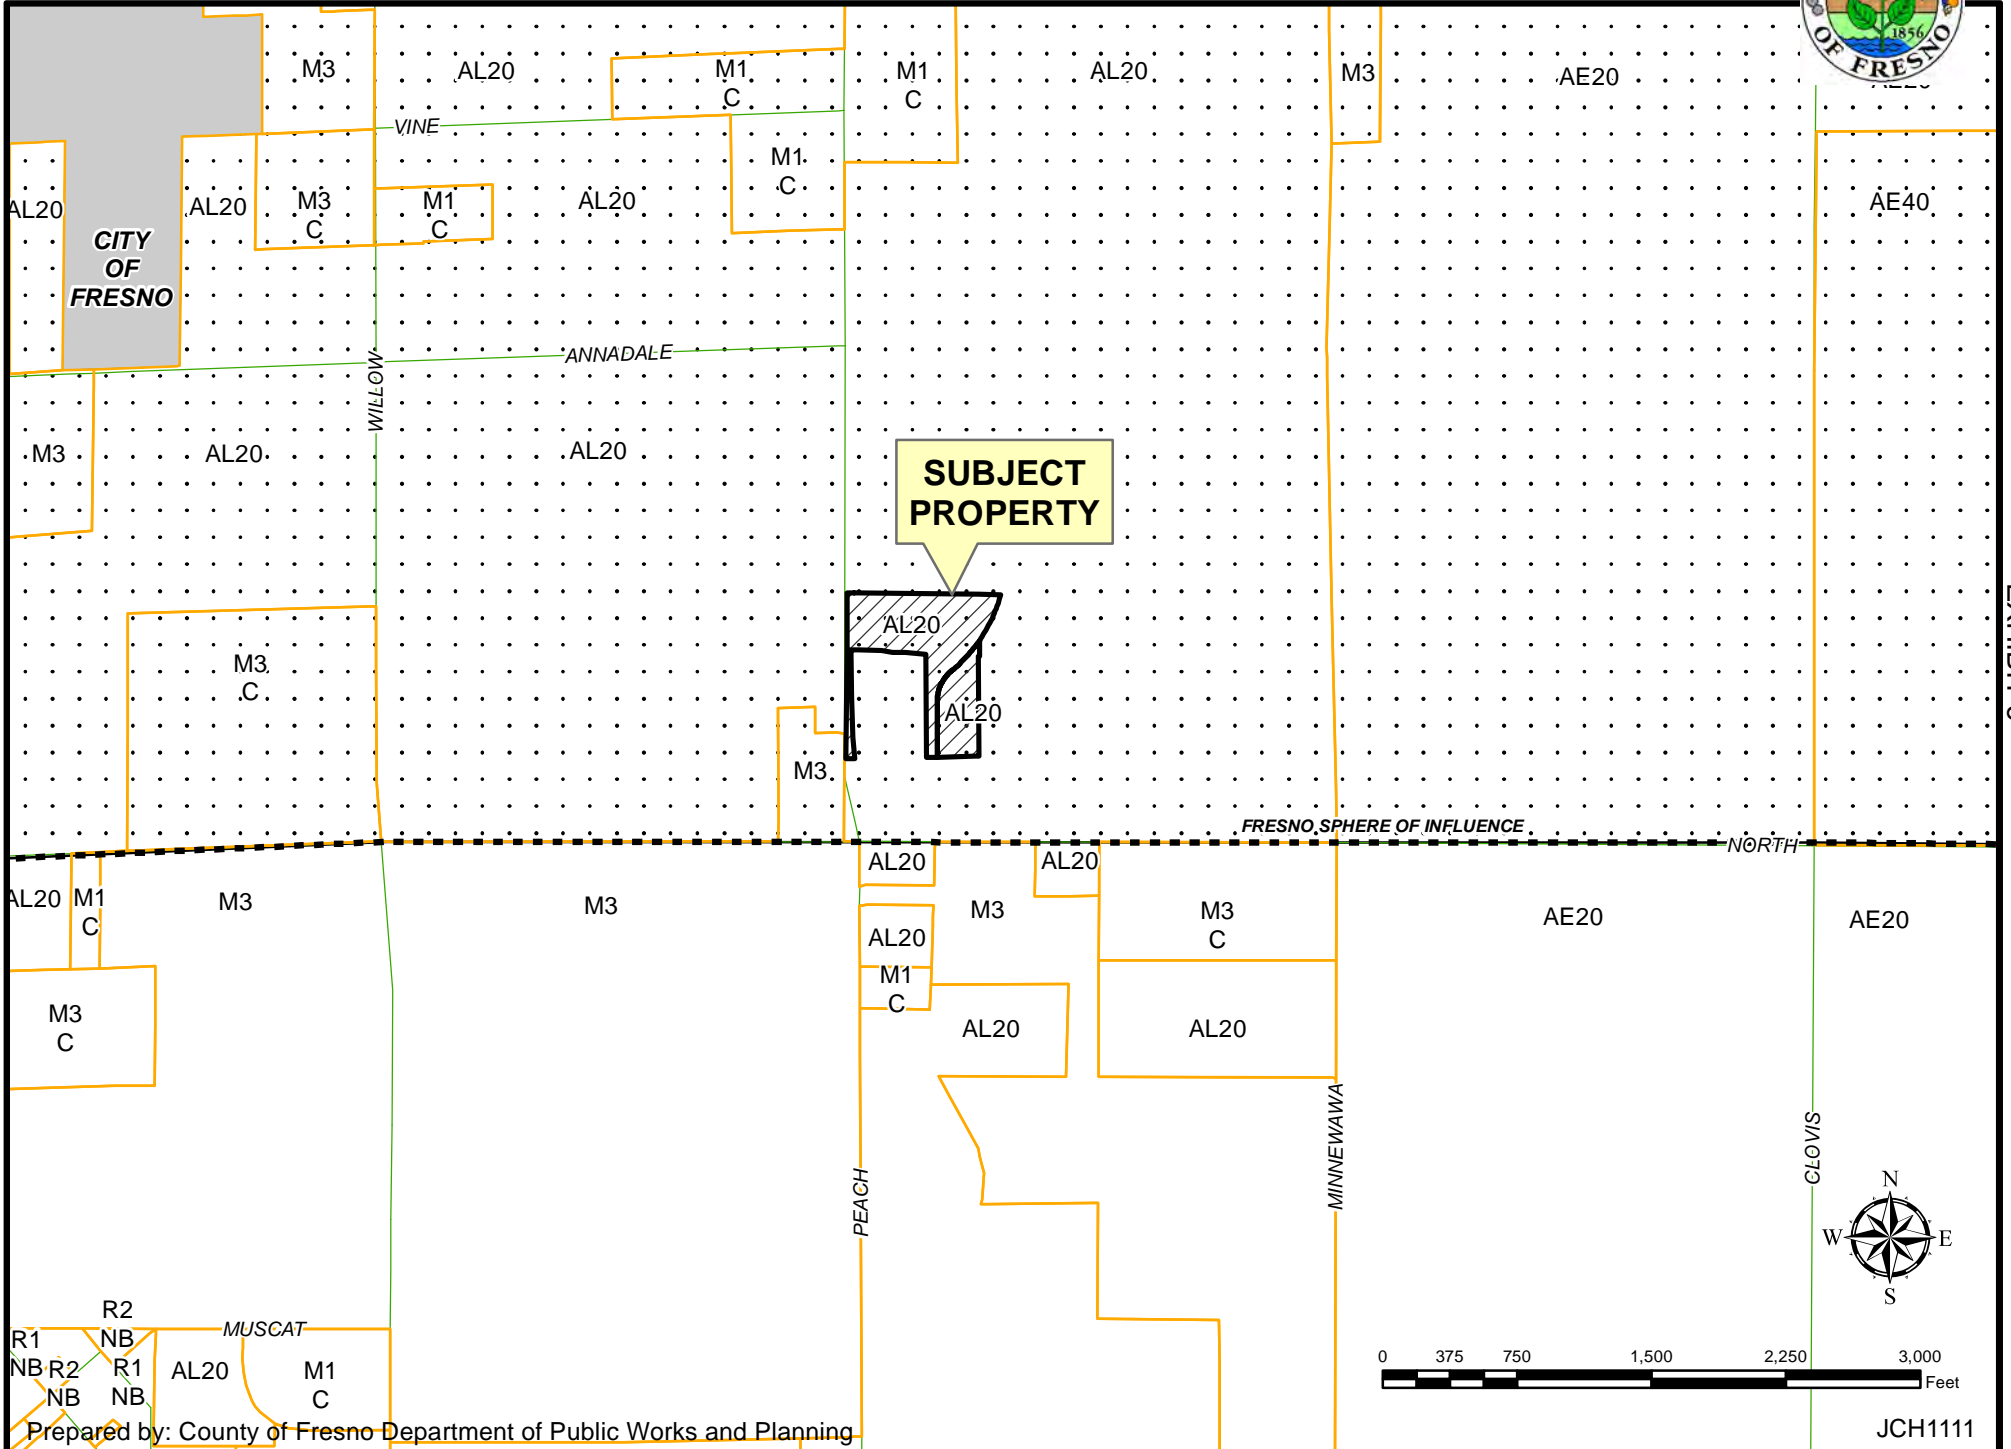 1856
OF FRESNO
M3
AL20
M1
C
M1
C
AL20
M3
AE20
VINE
M1
C
AL20
AL20
M3
C
M1
C
AL20
AE40
CITY
OF
FRESNO
ANNADALE
WILLOW
M3
AL20
AL20
SUBJECT
PROPERTY
AL20
M3
C
AL20
M3
FRESNO SPHERE OF INFLUENCE
NORTH
AL20
AL20
AL20
M1
C
M3
M3
M3
M3
C
AE20
AE20
AL20
M1
C
M3
C
AL20
AL20
PEACH
MINNEWAWA
CLOVIS
N
W
E
S
R2
NB
MUSCAT
R1
NB
R2
NB
R1
NB
AL20
M1
C
0 375 750 1,500 2,250 3,000
Feet
Prepared by: County of Fresno Department of Public Works and Planning
JCH1111